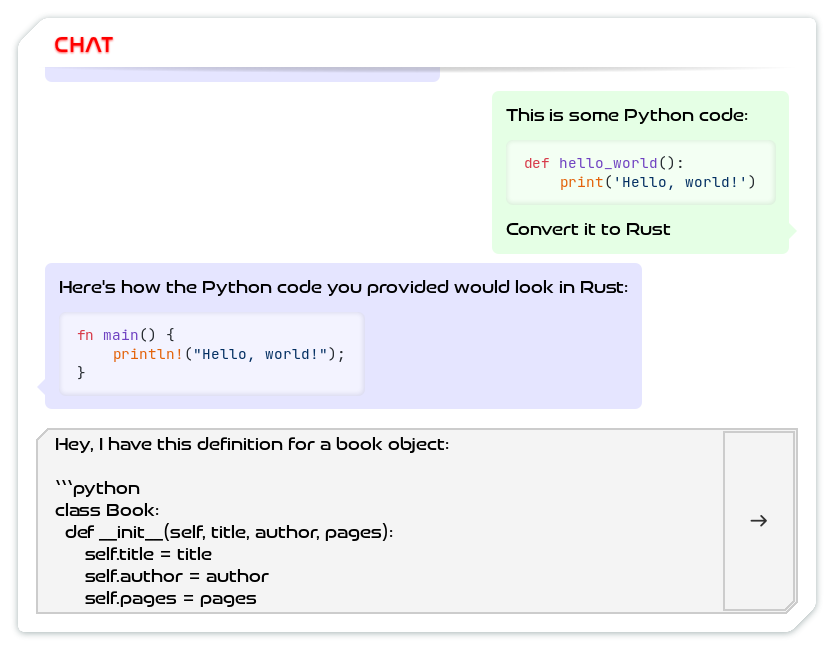 CHAT
This is some Python code:
def hello_world():
    print('Hello, world!')
Convert it to Rust
Here's how the Python code you provided would look in Rust:
fn main() {
    println!("Hello, world!");
}
Hey, I have this definition for a book object:
```python
class Book:
  def __init__(self, title, author, pages):
      self.title = title
      self.author = author
      self.pages = pages